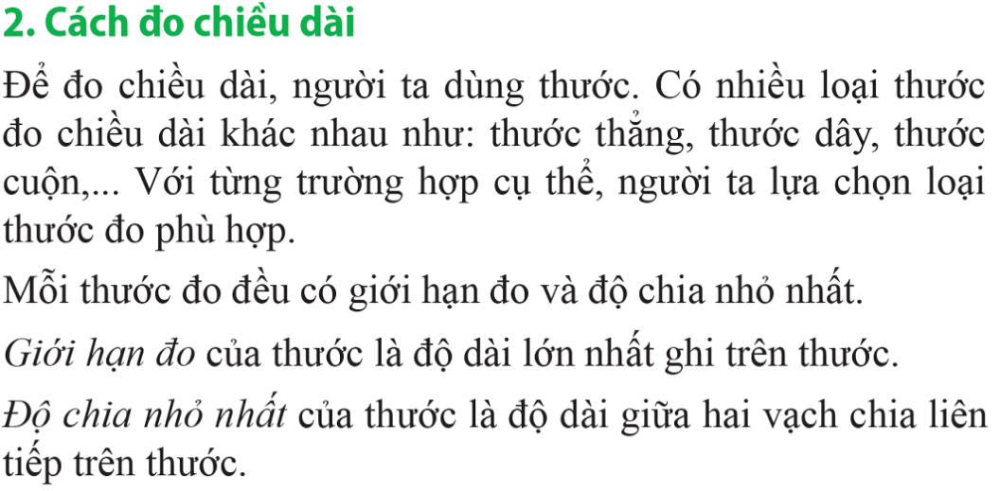 2. Cách đo chiều dài
Để đo chiều dài, người ta dùng thước. Có nhiều loại thước
đo chiều dài khác nhau như: thước thẳng, thước dây, thước
cuộn,... Với từng trường hợp cụ thể, người ta lựa chọn loại
thước đo phù hợp.
Mỗi thước đo đều có giới hạn đo và độ chia nhỏ nhất.
Giới hạn đo của thước là độ dài lớn nhất ghi trên thước.
Độ chia nhỏ nhất của thước là độ dài giữa hai vạch chia liên
tiếp trên thước.